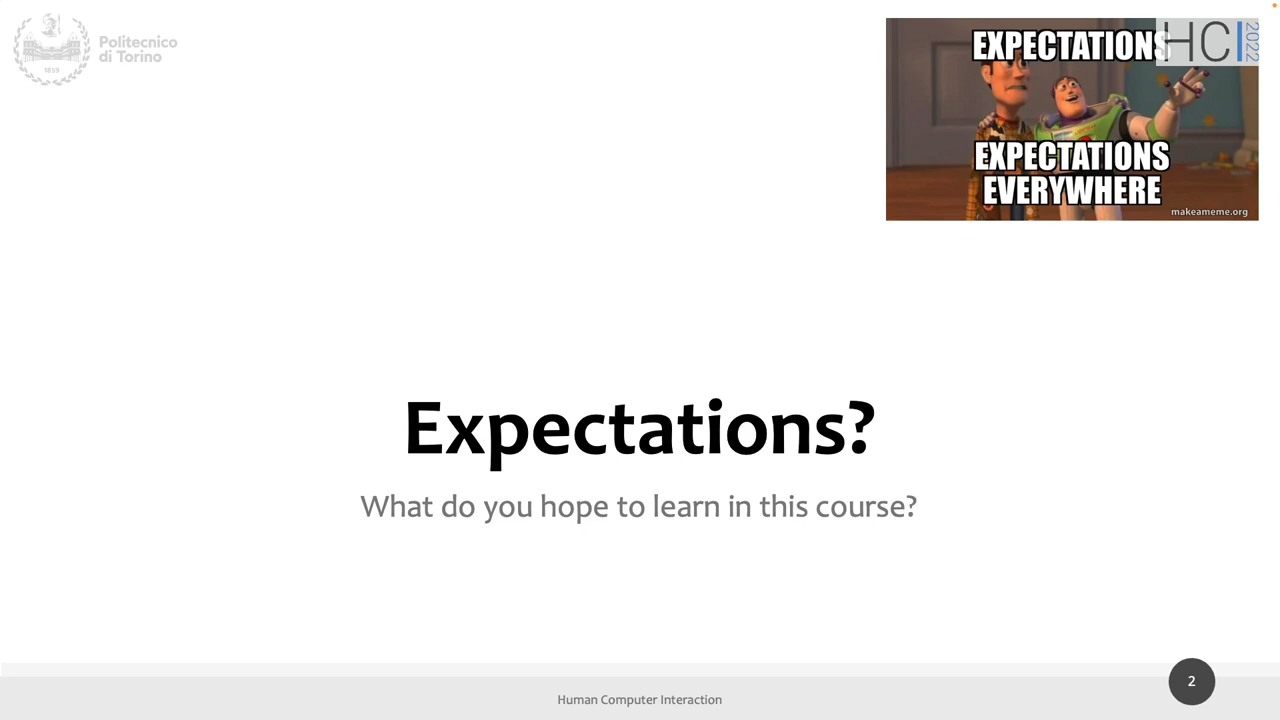 Politecnico
di Torino
1859
EXPECTATIONS
HCI
2022
EXPECTATIONS
EVERYWHERE
makeameme.org
Expectations?
What do you hope to learn in this course?
Human Computer Interaction
2